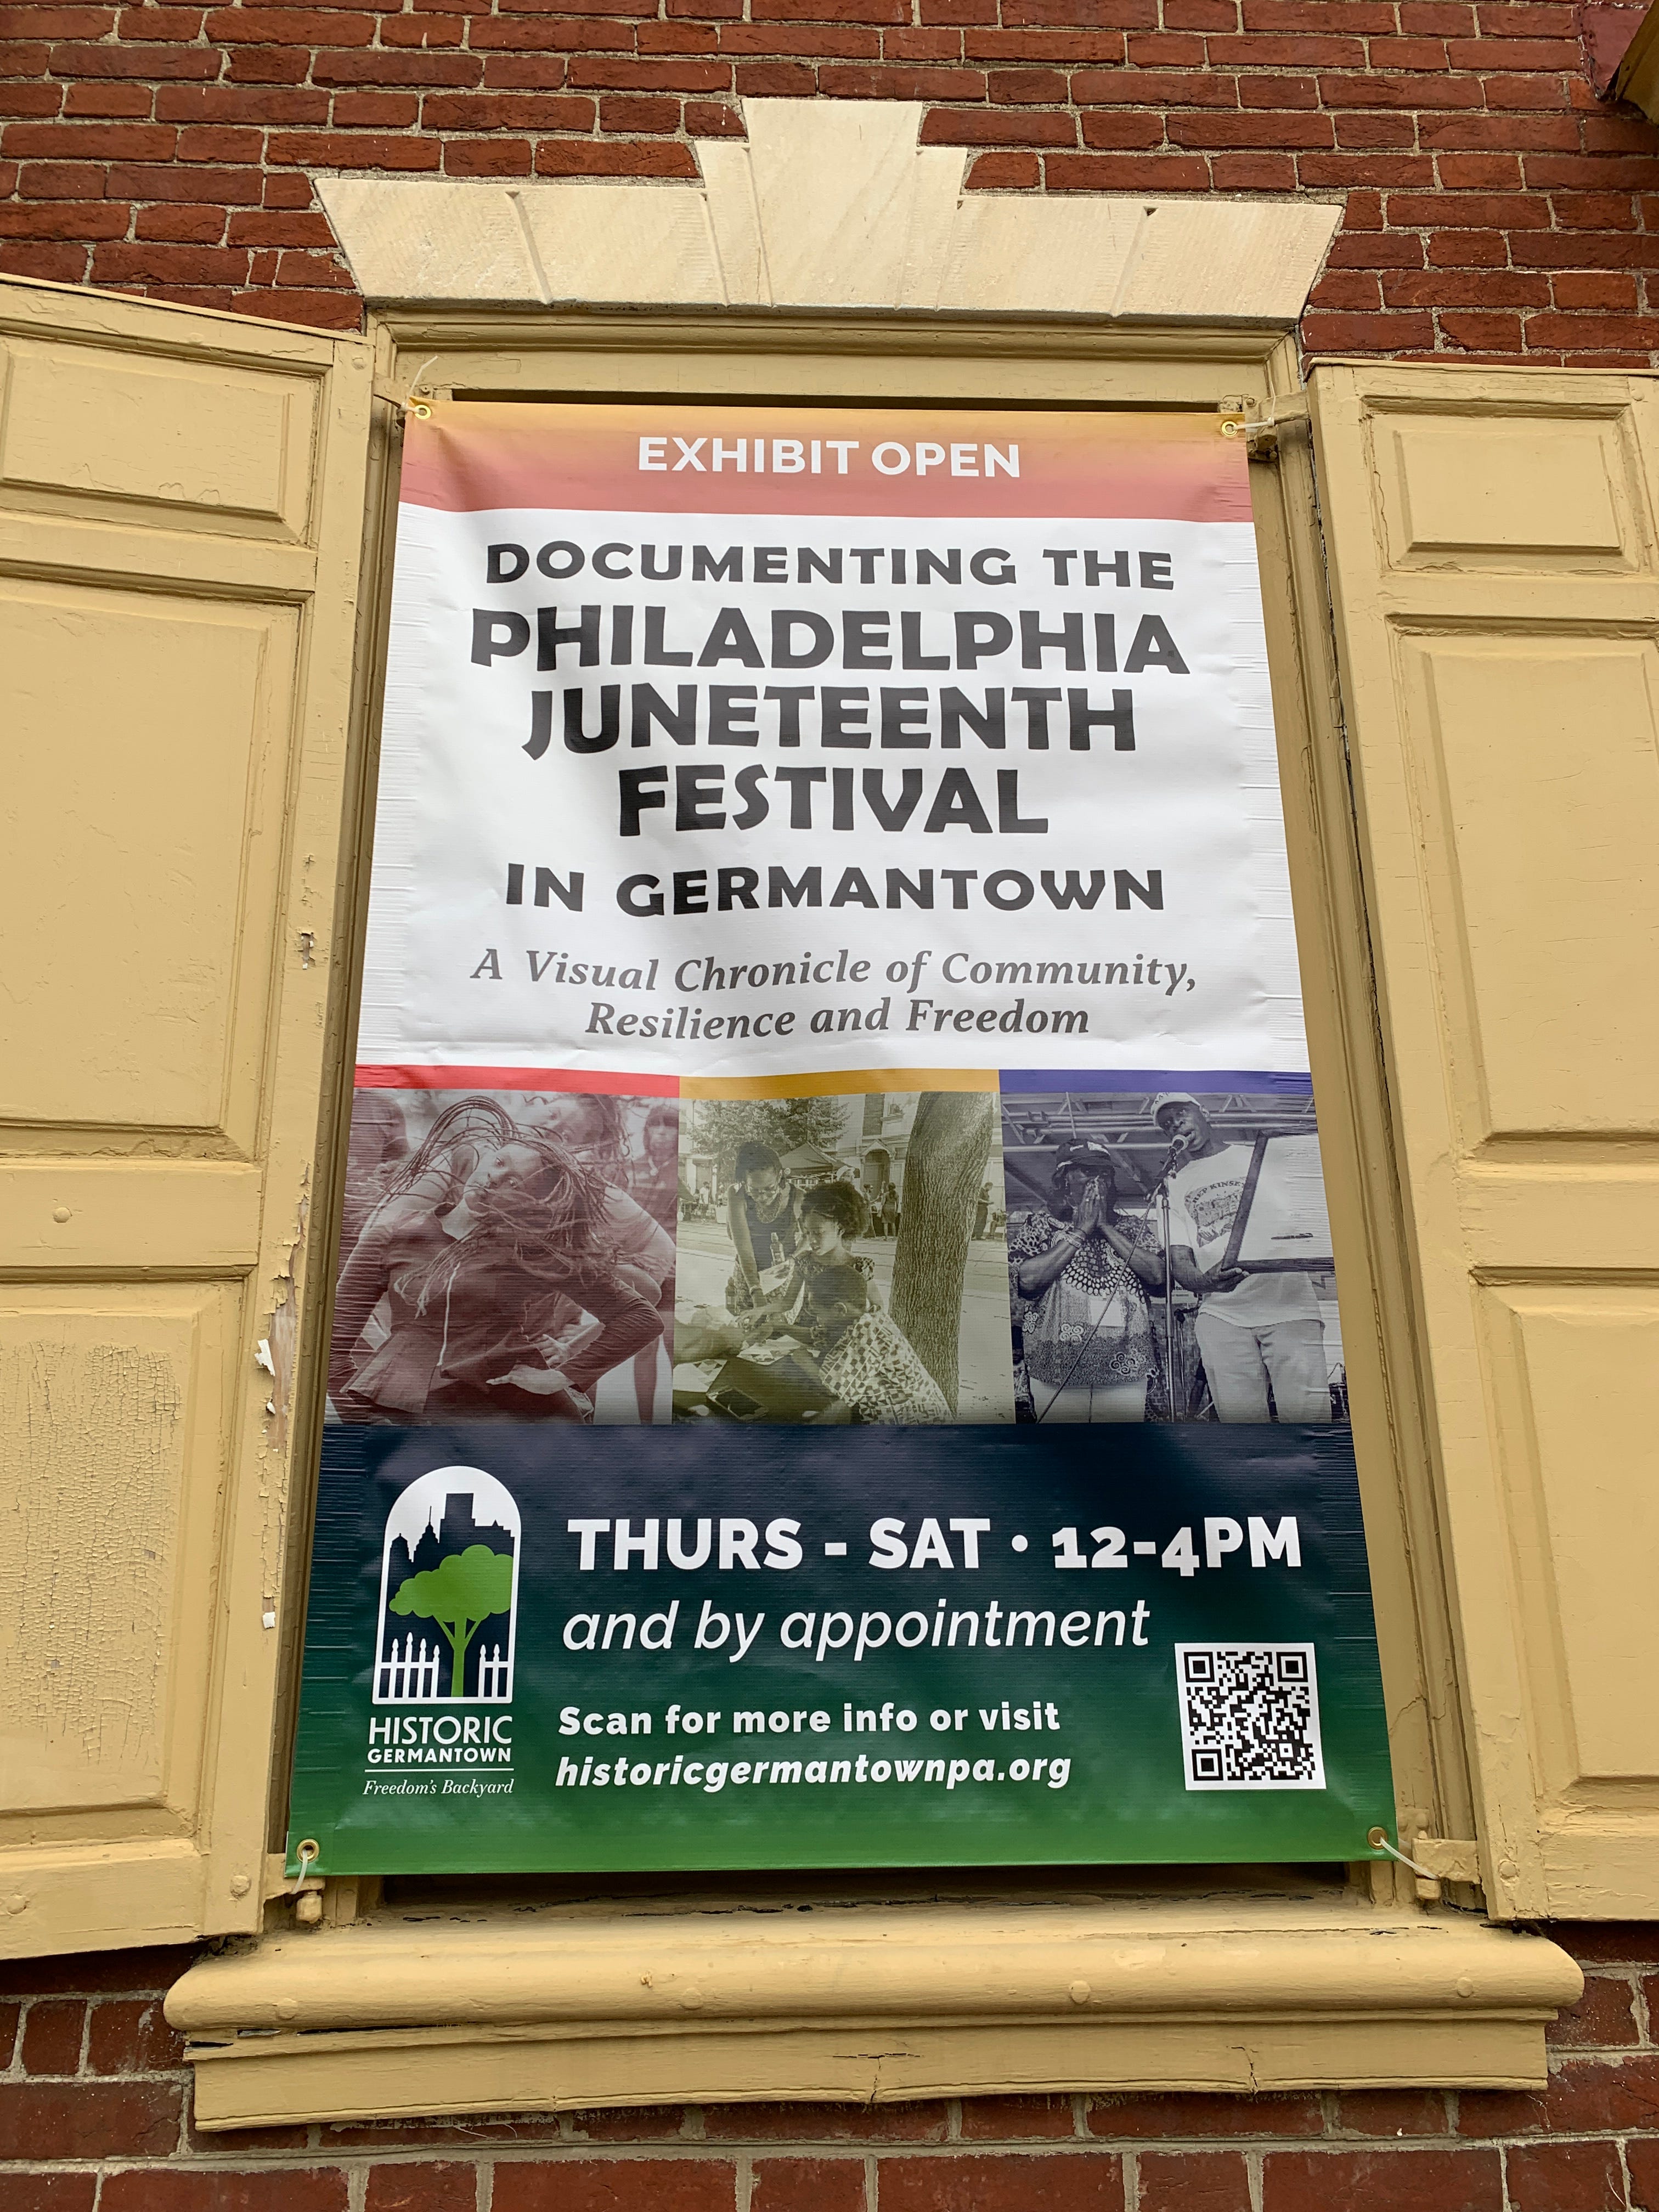 EXHIBIT OPEN
DOCUMENTING THE
PHILADELPHIA
JUNETEENTH
FESTIVAL
IN GERMANTOWN
A Visual Chronicle of Community,
Resilience and Freedom
THURS - SAT • 12-4PM
and by appointment
Scan for more info or visit
historicgermantownpa.org
HISTORIC
GERMANTOWN
Freedom's Backyard